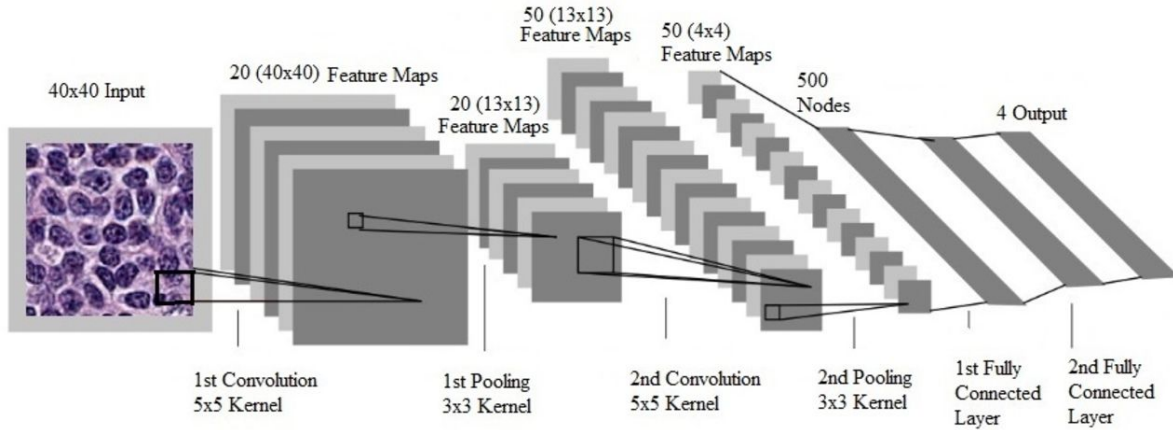 40x40 Input
20 (40x40) Feature Maps
20 (13x13)
Feature Maps
50 (13x13)
Feature Maps
50 (4x4)
Feature Maps
500
Nodes
4 Output
1st Convolution
5x5 Kernel
1st Pooling
3x3 Kernel
2nd Convolution
5x5 Kernel
2nd Pooling
3x3 Kernel
1st Fully
Connected
Layer
2nd Fully
Connected
Layer